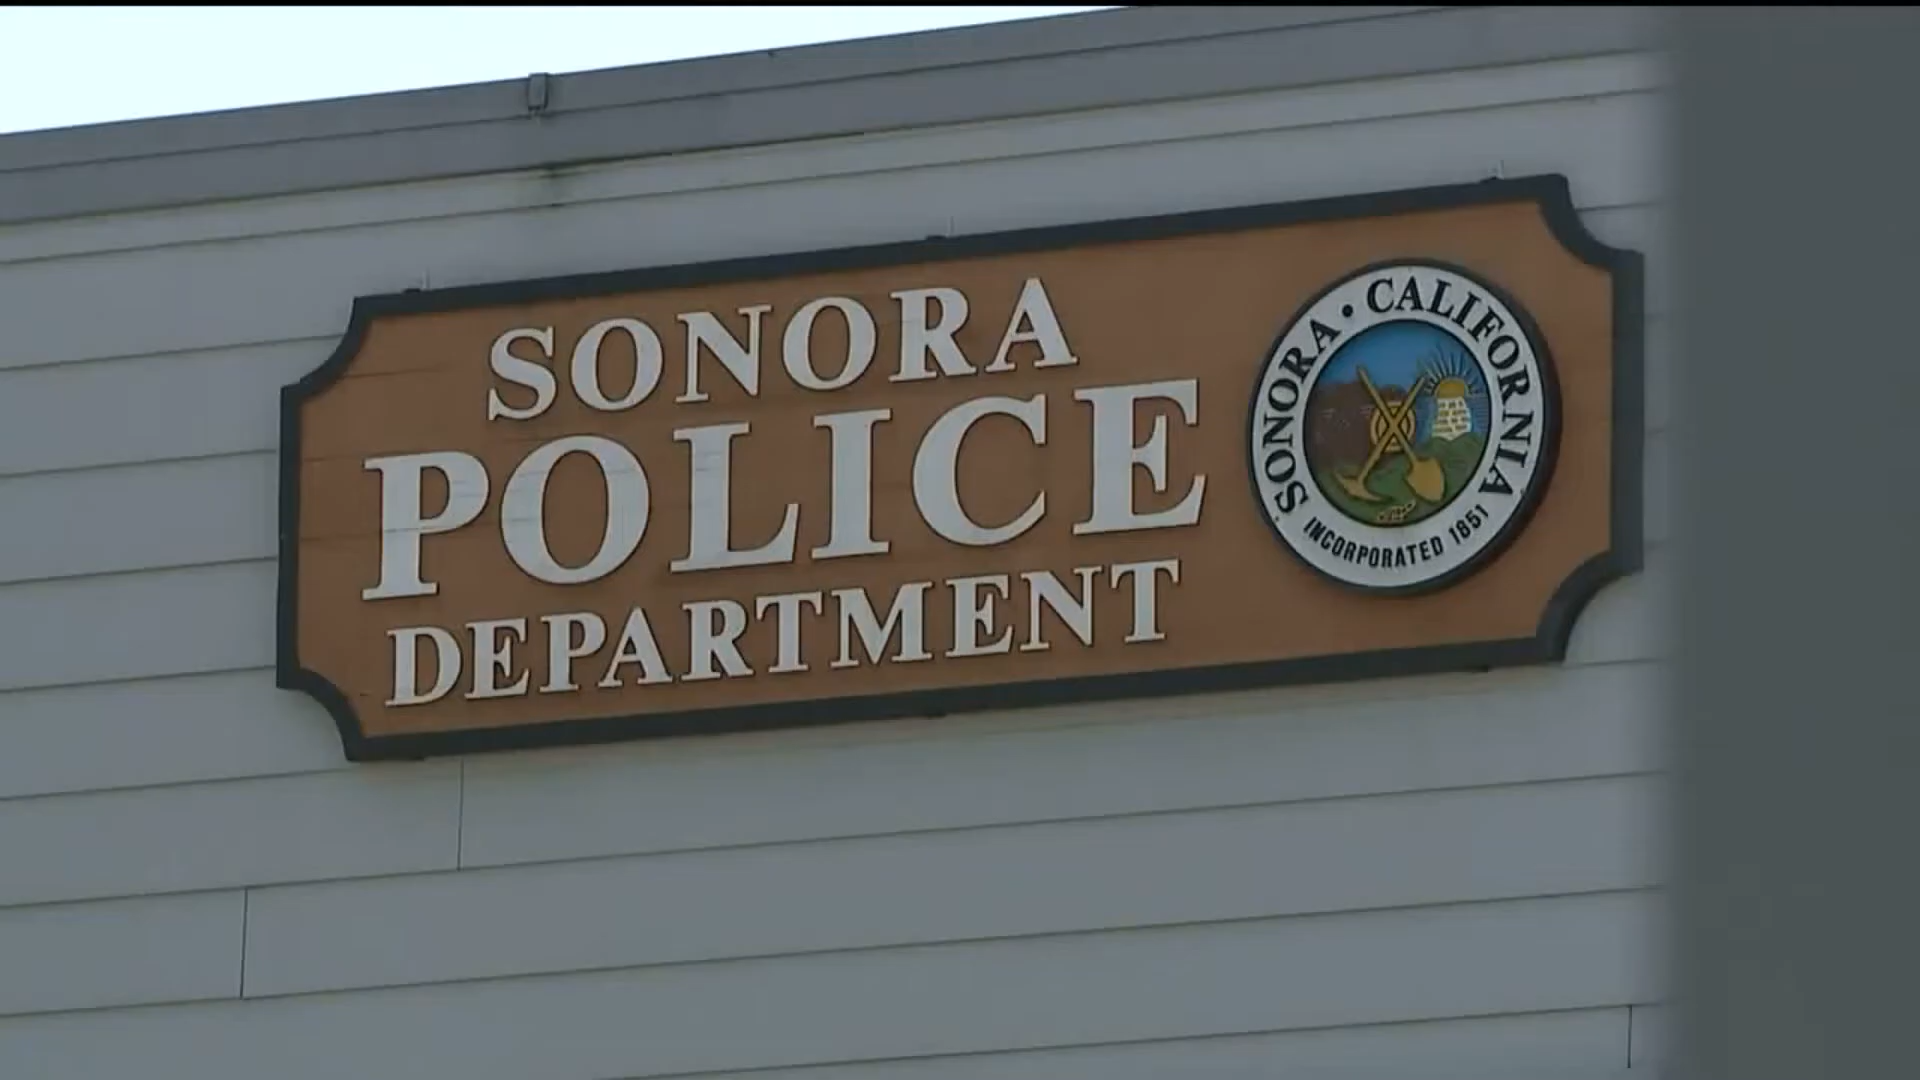 SONORA
POLICE
DEPARTMENT
SONORA • CALIFORNIA
INCORPORATED 1851